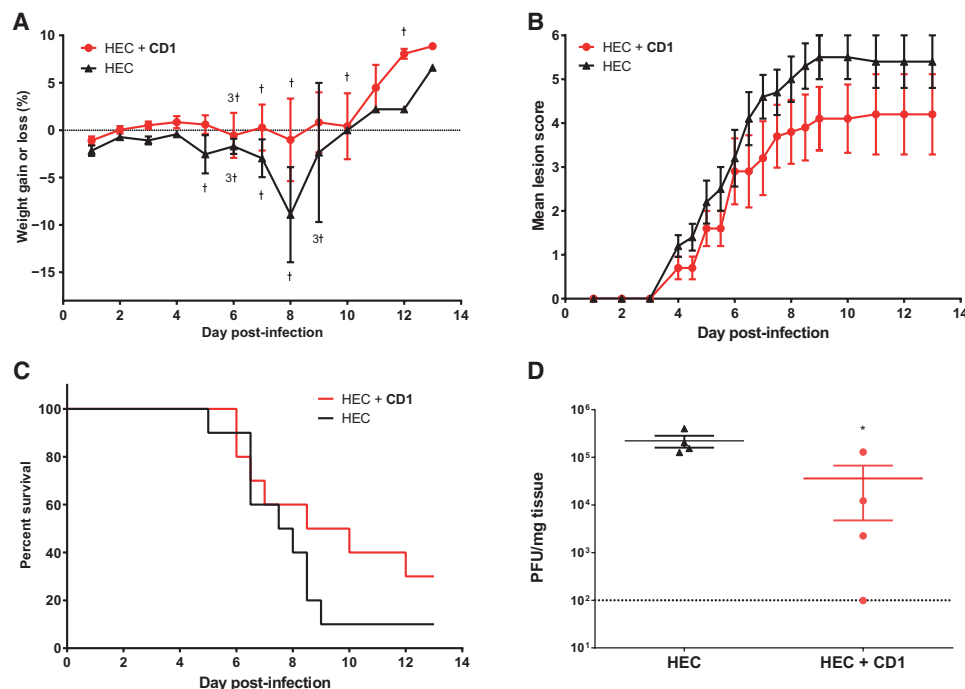 A
HEC + CD1
HEC
Weight gain or loss (%)
10
5
0
−5
−10
−15
3†
†
†
†
†
†
3†
†
†
3†
0 2 4 6 8 10 12 14
Day post-infection
B
HEC + CD1
HEC
Mean lesion score
6
5
4
3
2
1
0
0 2 4 6 8 10 12 14
Day post-infection
C
HEC + CD1
HEC
Percent survival
100
80
60
40
20
0
0 2 4 6 8 10 12 14
Day post-infection
D
PFU/mg tissue
10⁶
10⁵
10⁴
10³
10²
10¹
*
HEC HEC + CD1